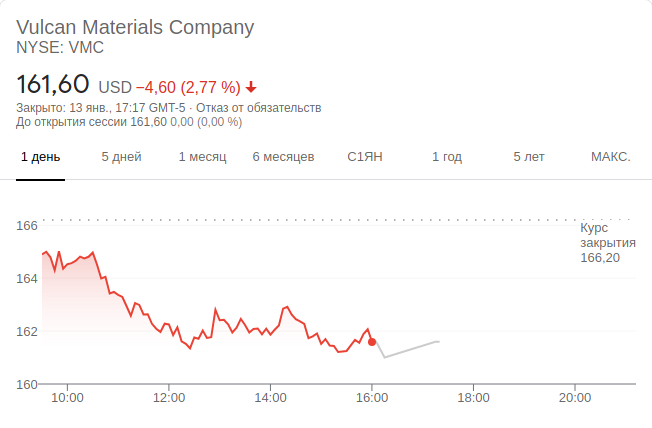 Vulcan Materials Company
NYSE: VMC
161,60 USD −4,60 (2,77 %)
Закрыто: 13 янв., 17:17 GMT-5 · Отказ от обязательств
До открытия сессии 161,60 0,00 (0,00 %)
1 день 5 дней 1 месяц 6 месяцев С1ЯН 1 год 5 лет МАКС.
166
Курс
закрытия
166,20
164
162
160
10:00 12:00 14:00 16:00 18:00 20:00